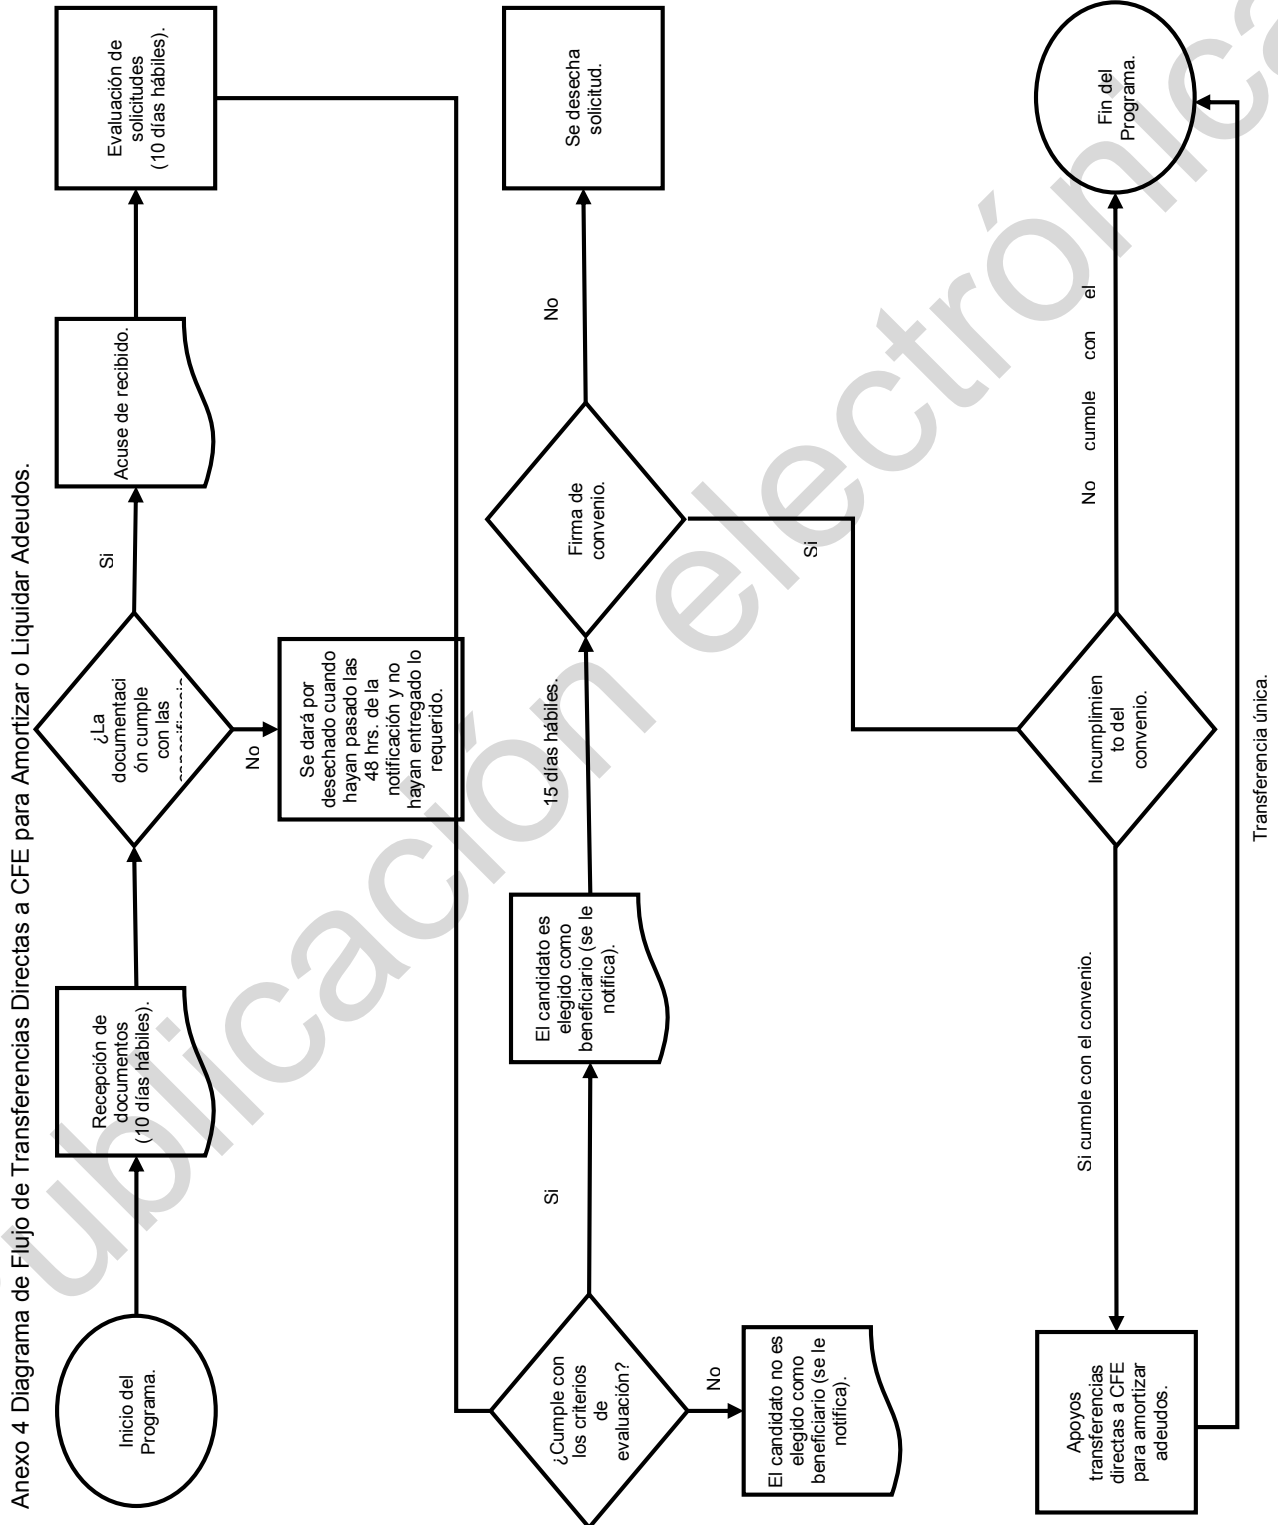 Anexo 4 Diagrama de Flujo de Transferencias Directas a CFE para Amortizar o Liquidar Adeudos.
Inicio del
Programa.
Recepción de
documentos
(10 días hábiles).
¿La
documentaci
ón cumple
con las
Si
No
Se dará por
desechado cuando
hayan pasado las
48 hrs. de la
notificación y no
hayan entregado lo
requerido.
Acuse de recibido.
Evaluación de
solicitudes
(10 días hábiles).
¿Cumple con
los criterios
de
evaluación?
Si
No
El candidato no es
elegido como
beneficiario (se le
notifica).
El candidato es
elegido como
beneficiario (se le
notifica).
15 días hábiles.
Firma de
convenio.
No
Si
Se desecha
solicitud.
Incumplimien
to del
convenio.
Si cumple con el convenio.
No cumple con el
Apoyos
transferencias
directas a CFE
para amortizar
adeudos.
Transferencia única.
Fin del
Programa.
ublicación electrónica